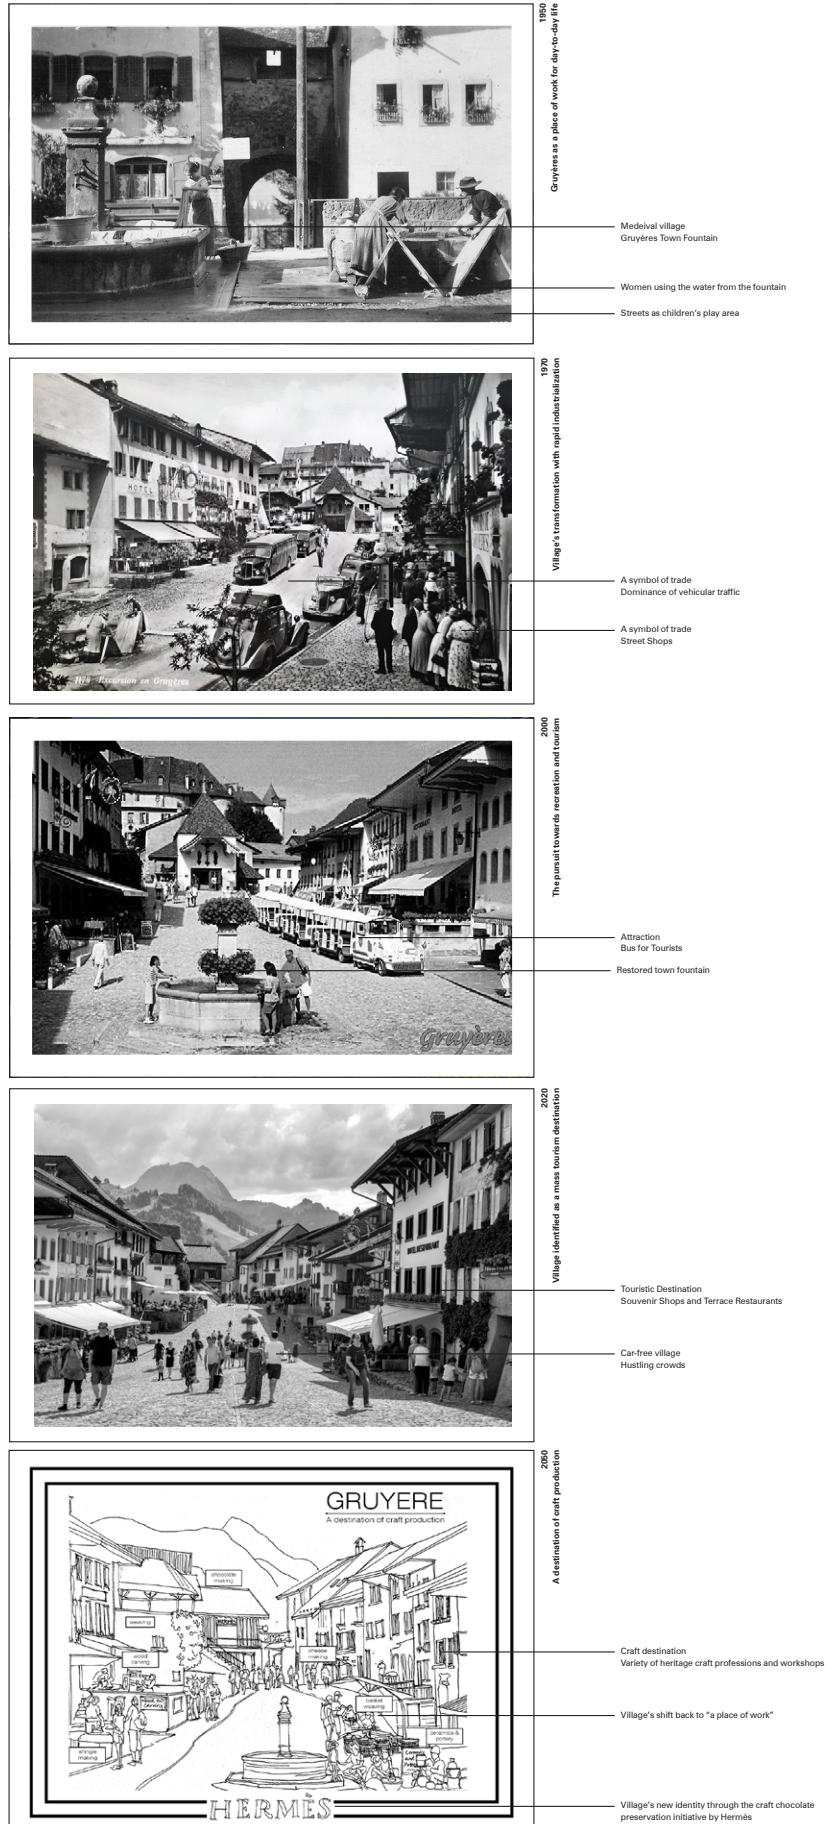 1950
Gruyères as a place of work for day-to-day life
Medeival village
Gruyères Town Fountain
Women using the water from the fountain
Streets as children's play area
1970
Village's transformation with rapid industrialization
HOTEL
A symbol of trade
Dominance of vehicular traffic
A symbol of trade
Street Shops
Excursion en Gruyères
2000
The pursuit towards recreation and tourism
RESTAURANT
HOTEL
Attraction
Bus for Tourists
Restored town fountain
Gruyères
2020
Village identified as a mass tourism destination
HOTEL RESTAURANT
Touristic Destination
Souvenir Shops and Terrace Restaurants
Car-free village
Hustling crowds
2050
A destination of craft production
GRUYERE
A destination of craft production
chocolate
making
weaving
wood
carving
cheese
making
Craft destination
Variety of heritage craft professions and workshops
basket
weaving
Village's shift back to "a place of work"
ceramics &
pottery
shingle
making
HERMÈS
Village's new identity through the craft chocolate
preservation initiative by Hermès